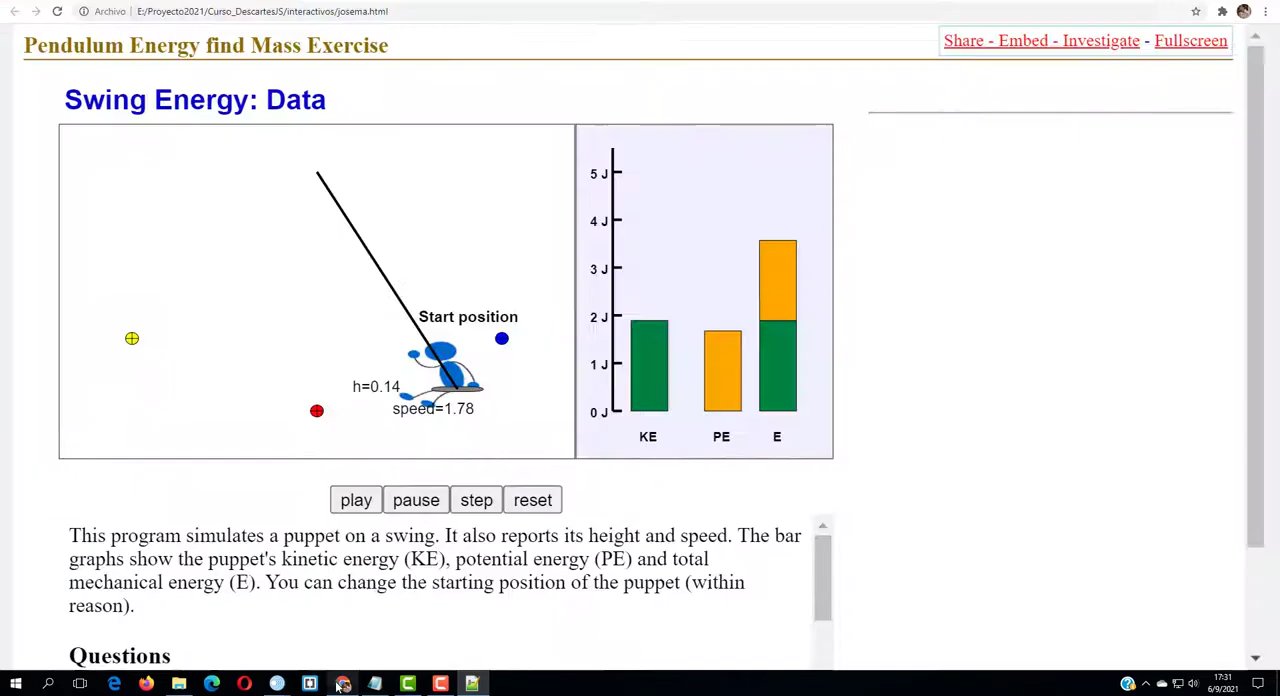 Archivo | E:/Proyecto2021/Curso_DescartesJS/interactivos/josema.html
Pendulum Energy find Mass Exercise
Share - Embed - Investigate - Fullscreen
Swing Energy: Data
Start position
h=0.14
speed=1.78
5 J
4 J
3 J
2 J
1 J
0 J
KE PE E
play pause step reset
This program simulates a puppet on a swing. It also reports its height and speed. The bar
graphs show the puppet's kinetic energy (KE), potential energy (PE) and total
mechanical energy (E). You can change the starting position of the puppet (within
reason).
Questions
17:31
6/9/2021